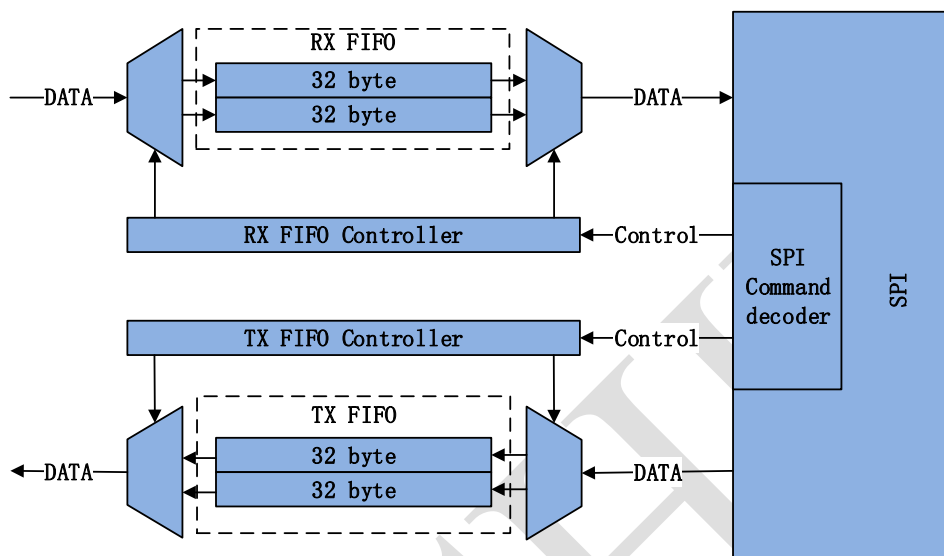 RX FIFO
32 byte
32 byte
DATA
DATA
RX FIFO Controller
Control
SPI
Command
decoder
SPI
TX FIFO Controller
Control
TX FIFO
32 byte
32 byte
DATA
DATA